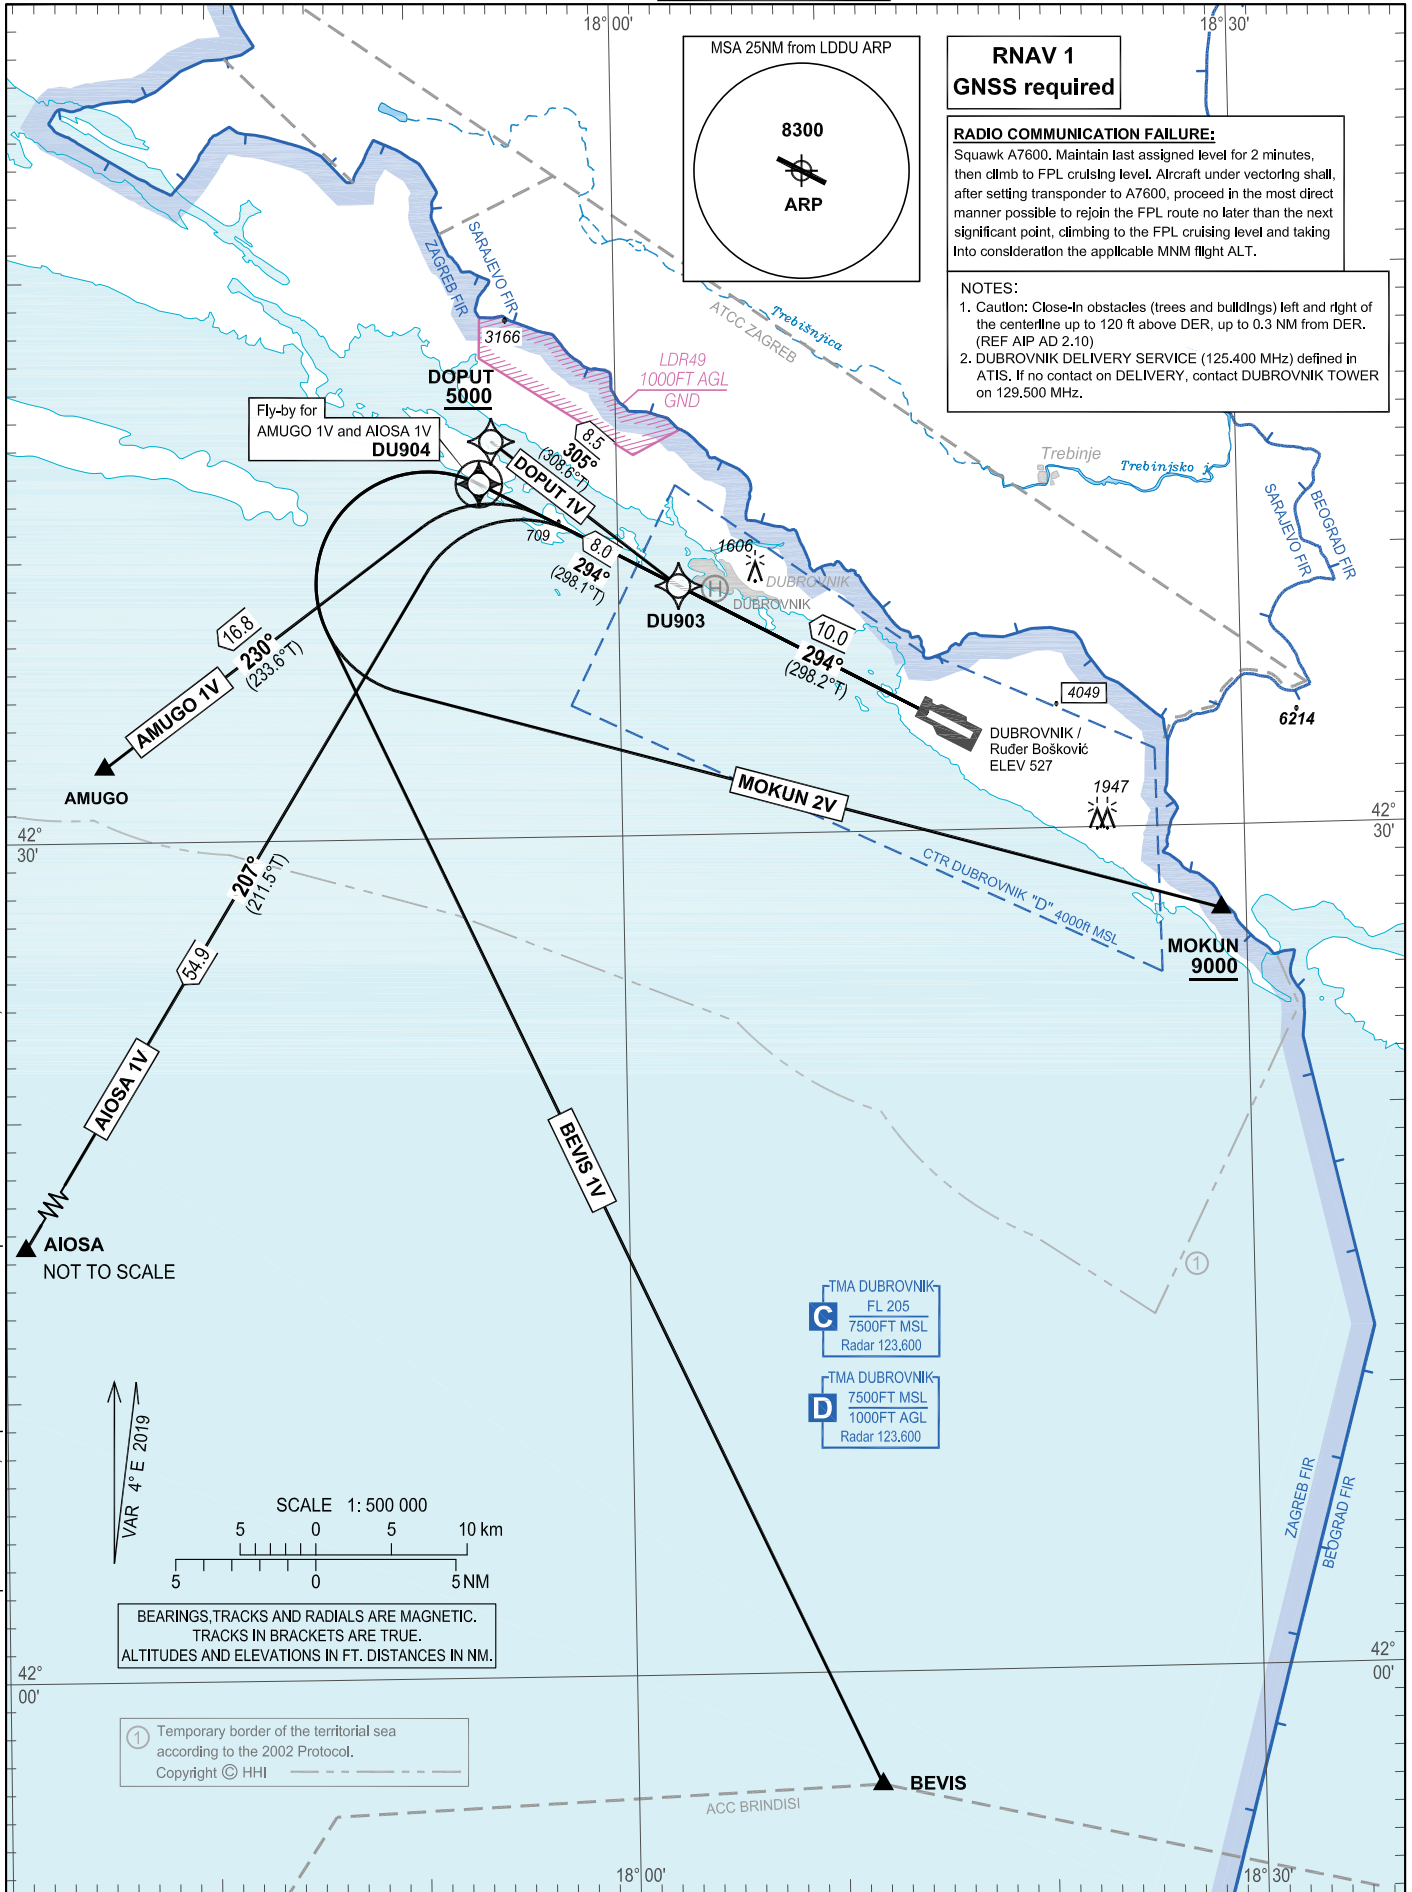 18° 00'
18° 30'
MSA 25NM from LDDU ARP
8300
ARP
RNAV 1
GNSS required
RADIO COMMUNICATION FAILURE:
Squawk A7600. Maintain last assigned level for 2 minutes,
then climb to FPL cruising level. Aircraft under vectoring shall,
after setting transponder to A7600, proceed in the most direct
manner possible to rejoin the FPL route no later than the next
significant point, climbing to the FPL cruising level and taking
into consideration the applicable MNM flight ALT.
NOTES:
1. Caution: Close-in obstacles (trees and buildings) left and right of
the centerline up to 120 ft above DER, up to 0.3 NM from DER.
(REF AIP AD 2.10)
2. DUBROVNIK DELIVERY SERVICE (125.400 MHz) defined in
ATIS. If no contact on DELIVERY, contact DUBROVNIK TOWER
on 129.500 MHz.
ZAGREB FIR
SARAJEVO FIR
ATCC ZAGREB
Trebišnjica
3166
LDR49
1000FT AGL
GND
DOPUT
5000
Fly-by for
AMUGO 1V and AIOSA 1V
DU904
8.5
305°
(308.6°T)
DOPUT 1V
Trebinje
Trebinjsko j
SARAJEVO FIR
BEOGRAD FIR
709
8.0
294°
(298.1°T)
1606
DUBROVNIK
H
DUBROVNIK
DU903
10.0
294°
(298.2°T)
4049
6214
DUBROVNIK /
Ruđer Bošković
ELEV 527
16.8
230°
(233.6°T)
AMUGO 1V
AMUGO
MOKUN 2V
1947
42°
30'
42°
30'
CTR DUBROVNIK "D" 4000ft MSL
207°
(211.5°T)
MOKUN
9000
54.9
AIOSA 1V
BEVIS 1V
AIOSA
NOT TO SCALE
1
TMA DUBROVNIK
C
FL 205
7500FT MSL
Radar 123.600
TMA DUBROVNIK
D
7500FT MSL
1000FT AGL
Radar 123.600
VAR 4° E 2019
SCALE 1: 500 000
5 0 5 10 km
5 0 5 NM
ZAGREB FIR
BEOGRAD FIR
BEARINGS,TRACKS AND RADIALS ARE MAGNETIC.
TRACKS IN BRACKETS ARE TRUE.
ALTITUDES AND ELEVATIONS IN FT. DISTANCES IN NM.
42°
00'
42°
00'
1 Temporary border of the territorial sea
according to the 2002 Protocol.
Copyright © HHI
BEVIS
ACC BRINDISI
18° 00'
18° 30'